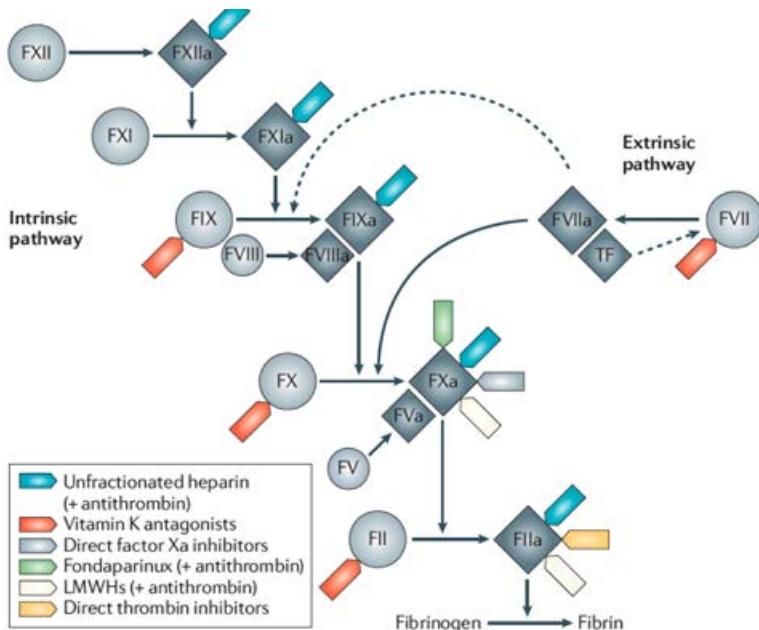 FXII
FXIIa
FXI
FXIa
Extrinsic
pathway
Intrinsic
pathway
FIX
FIXa
FVIII
FVIIIa
FVIIa
TF
FVII
FX
FXa
FVa
FV
FII
FIIa
Fibrinogen
Fibrin
Unfractionated heparin
(+ antithrombin)
Vitamin K antagonists
Direct factor Xa inhibitors
Fondaparinux (+ antithrombin)
LMWHs (+ antithrombin)
Direct thrombin inhibitors